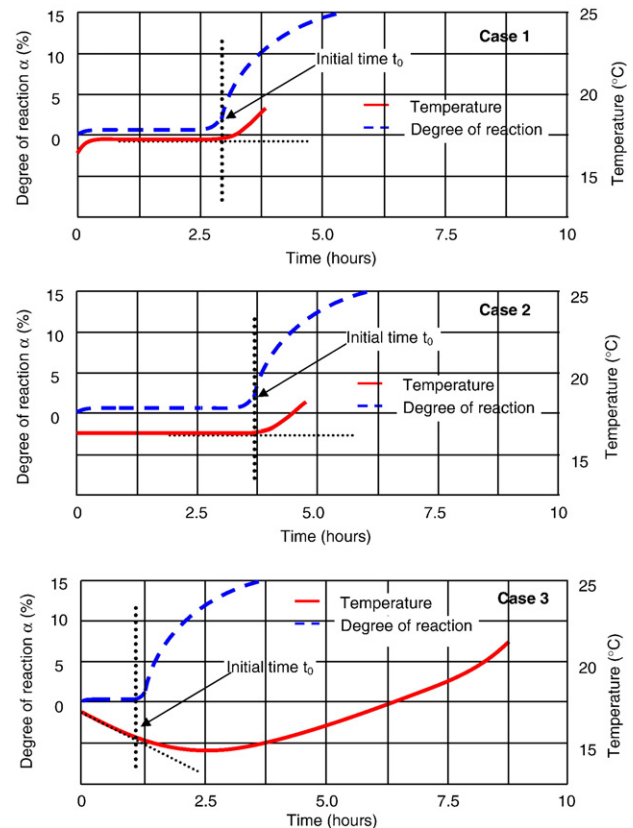 15
25
Case 1
Degree of reaction α (%)
10
Initial time t₀
20
Temperature (°C)
5
Temperature
Degree of reaction
0
15
0
2.5
5.0
7.5
10
Time (hours)
15
25
Case 2
Degree of reaction α (%)
10
Initial time t₀
20
Temperature (°C)
5
Temperature
Degree of reaction
0
15
0
2.5
5.0
7.5
10
Time (hours)
15
25
Temperature
Case 3
Degree of reaction
Degree of reaction α (%)
10
5
Initial time t₀
20
Temperature (°C)
0
15
0
2.5
5.0
7.5
10
Time (hours)